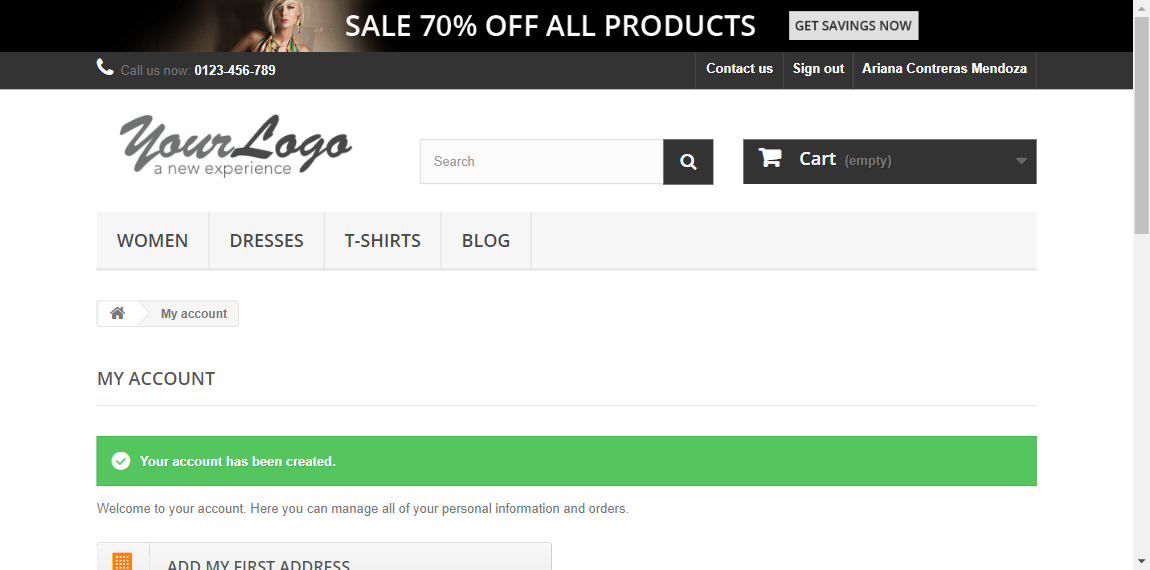 SALE 70% OFF ALL PRODUCTS GET SAVINGS NOW
Call us now: 0123-456-789 Contact us Sign out Ariana Contreras Mendoza
YourLogo
a new experience
Search Cart (empty)
WOMEN DRESSES T-SHIRTS BLOG
My account
MY ACCOUNT
Your account has been created.
Welcome to your account. Here you can manage all of your personal information and orders.
ADD MY FIRST ADDRESS